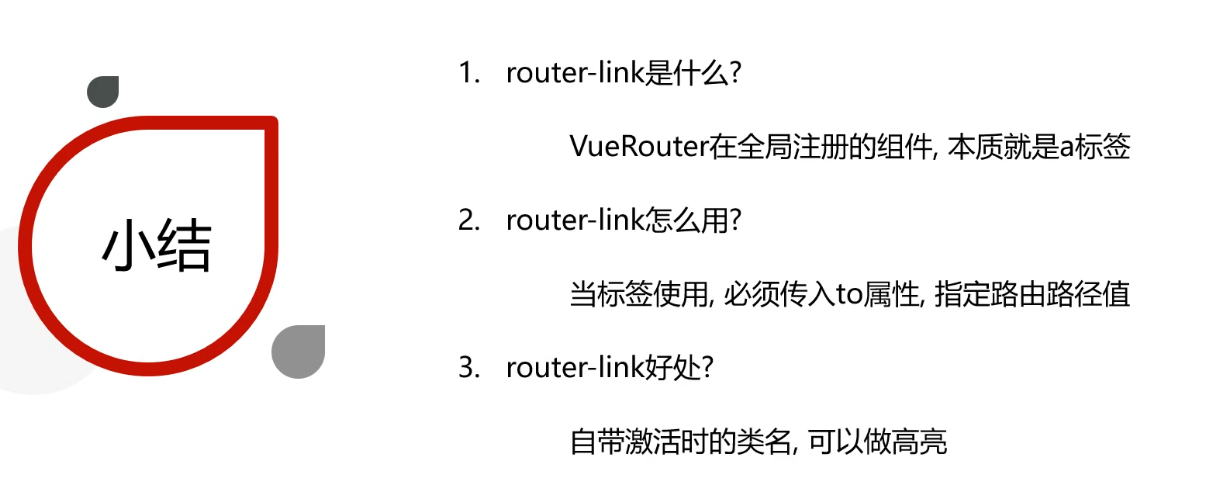 小结
1. router-link是什么?
VueRouter在全局注册的组件, 本质就是a标签
2. router-link怎么用?
当标签使用, 必须传入to属性, 指定路由路径值
3. router-link好处?
自带激活时的类名, 可以做高亮